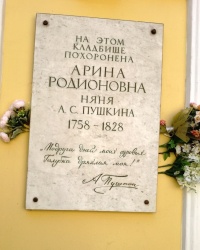 НА ЭТОМ
КЛАДБИЩЕ
ПОХОРОНЕНА
АРИНА
РОДИОНОВНА
НЯНЯ
А.С. ПУШКИНА
1758-1828
„Подруга дней моих суровых
Голубка дряхлая моя!"
А. Пушкин